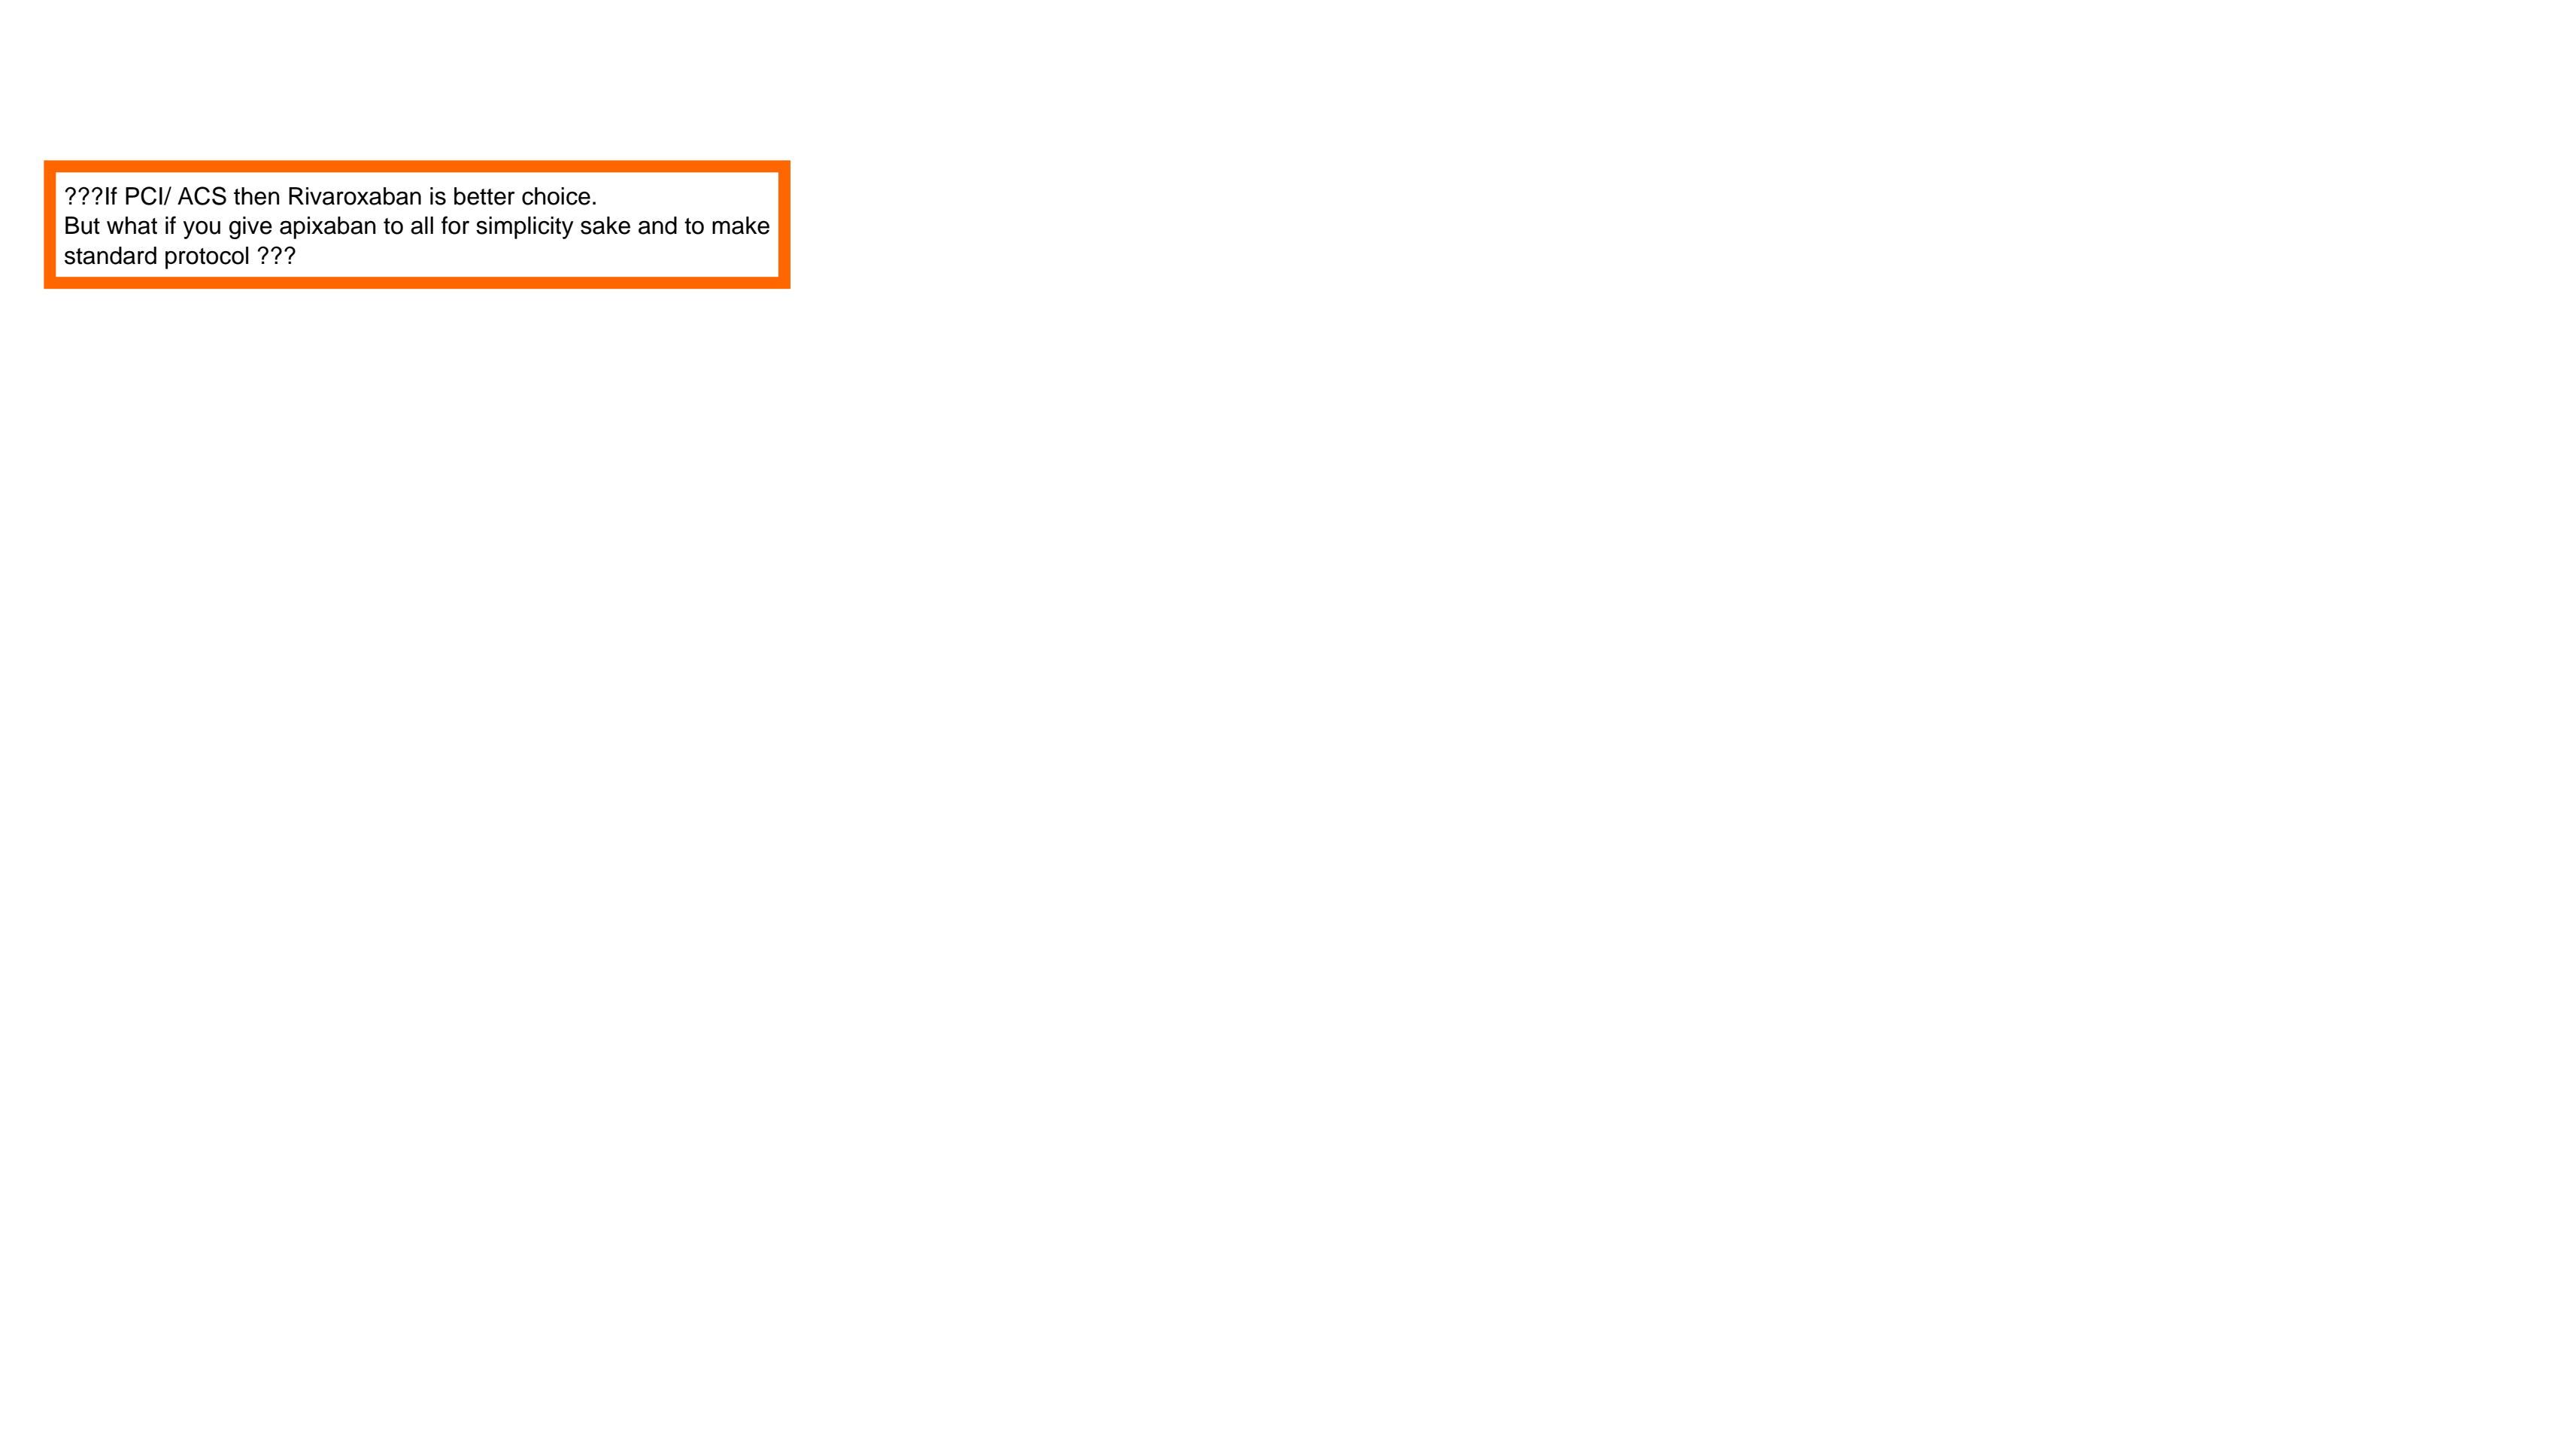 ???If PCI/ ACS then Rivaroxaban is better choice.
But what if you give apixaban to all for simplicity sake and to make
standard protocol ???